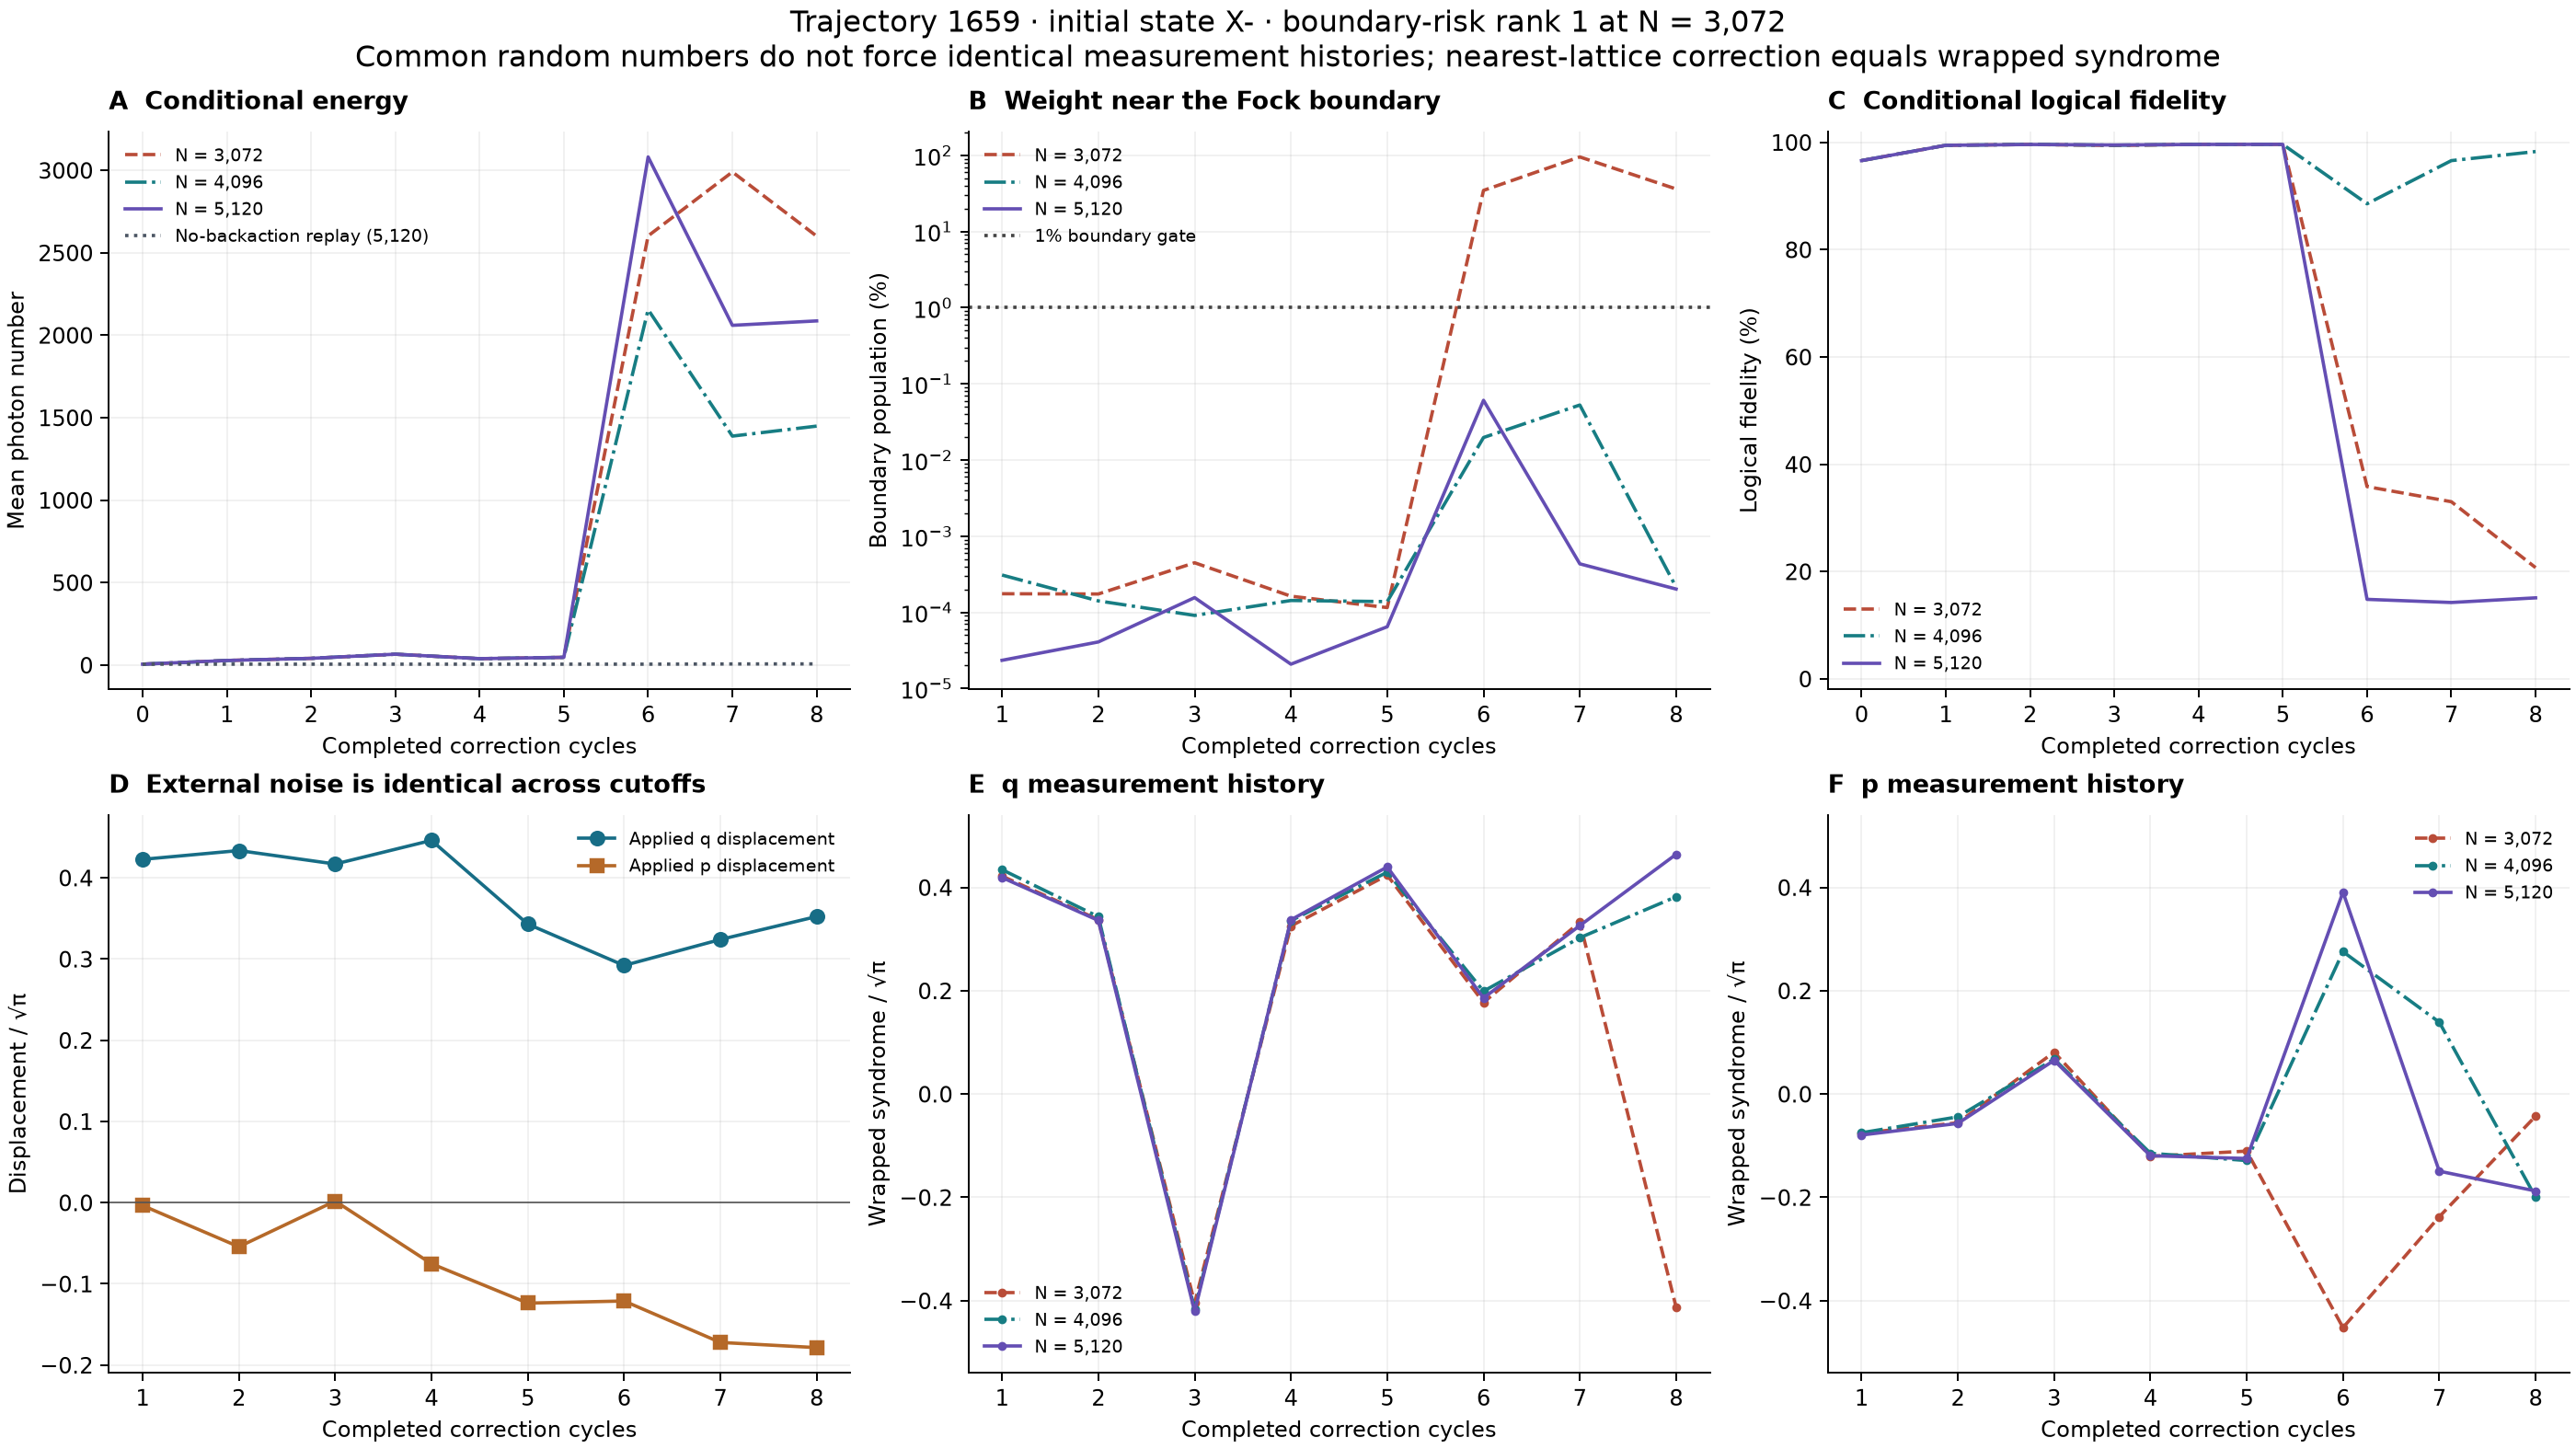 Trajectory 1659 · initial state X- · boundary-risk rank 1 at N = 3,072
Common random numbers do not force identical measurement histories; nearest-lattice correction equals wrapped syndrome
A Conditional energy
Mean photon number
3000
2500
2000
1500
1000
500
0
N = 3,072
N = 4,096
N = 5,120
No-backaction replay (5,120)
0 1 2 3 4 5 6 7 8
Completed correction cycles
B Weight near the Fock boundary
Boundary population (%)
10²
10¹
10⁰
10⁻¹
10⁻²
10⁻³
10⁻⁴
10⁻⁵
N = 3,072
N = 4,096
N = 5,120
1% boundary gate
1 2 3 4 5 6 7 8
Completed correction cycles
C Conditional logical fidelity
Logical fidelity (%)
100
80
60
40
20
0
N = 3,072
N = 4,096
N = 5,120
0 1 2 3 4 5 6 7 8
Completed correction cycles
D External noise is identical across cutoffs
Displacement / √π
0.4
0.3
0.2
0.1
0.0
−0.1
−0.2
Applied q displacement
Applied p displacement
1 2 3 4 5 6 7 8
Completed correction cycles
E q measurement history
Wrapped syndrome / √π
0.4
0.2
0.0
−0.2
−0.4
N = 3,072
N = 4,096
N = 5,120
1 2 3 4 5 6 7 8
Completed correction cycles
F p measurement history
Wrapped syndrome / √π
0.4
0.2
0.0
−0.2
−0.4
N = 3,072
N = 4,096
N = 5,120
1 2 3 4 5 6 7 8
Completed correction cycles